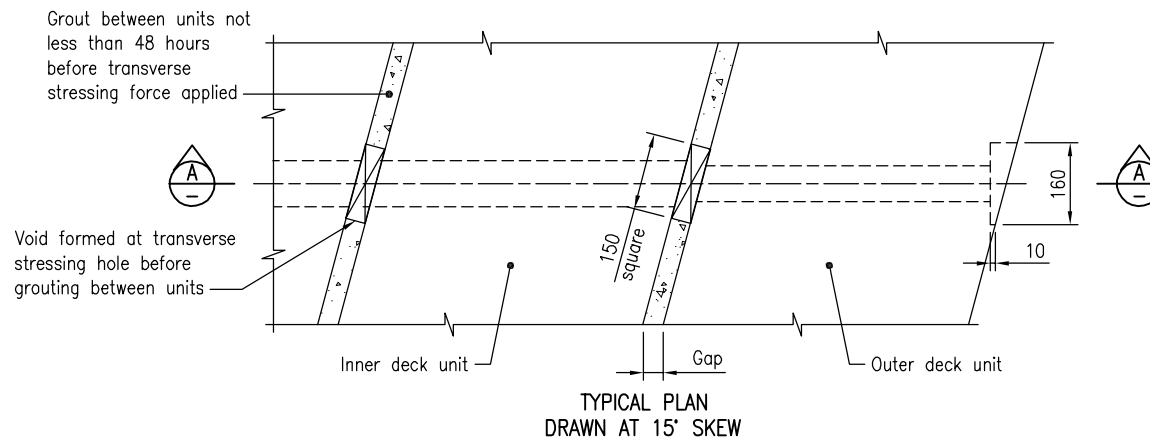 Grout between units not
less than 48 hours
before transverse
stressing force applied
A
–
A
–
160
150
square
10
Void formed at transverse
stressing hole before
grouting between units
Inner deck unit
Gap
Outer deck unit
TYPICAL PLAN
DRAWN AT 15° SKEW